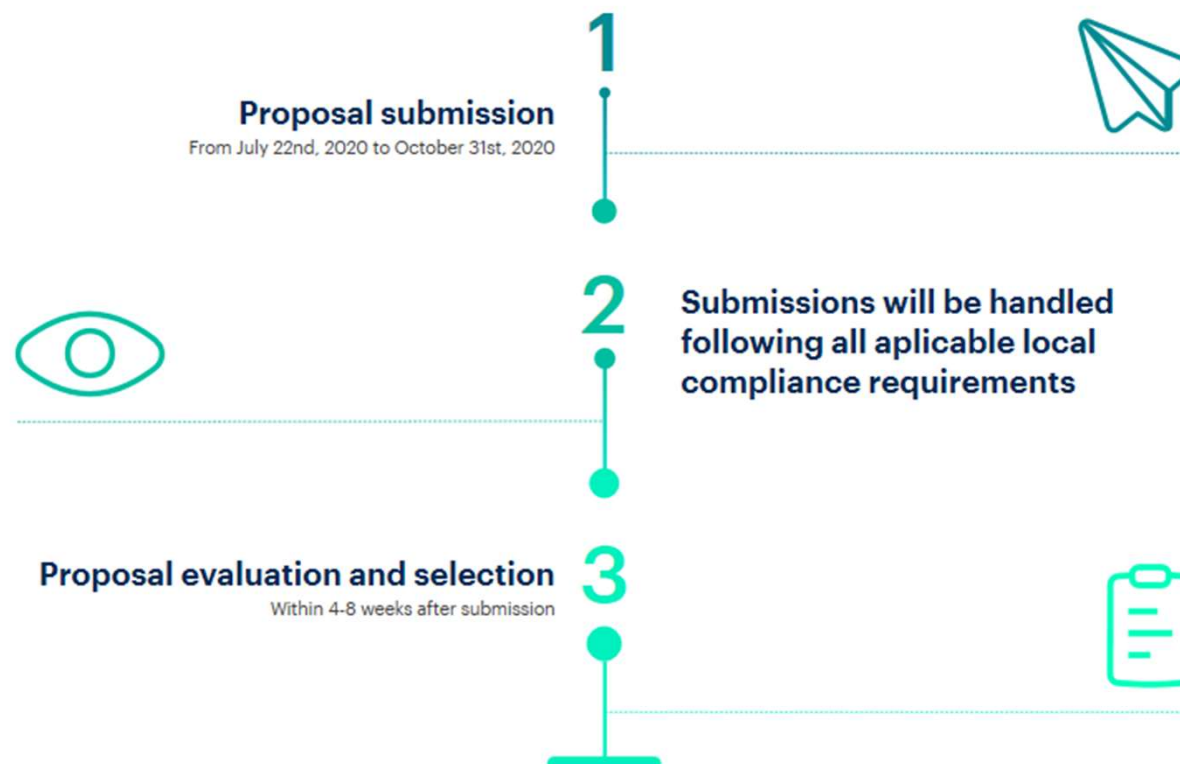 1
Proposal submission
From July 22nd, 2020 to October 31st, 2020
2
Submissions will be handled
following all aplicable local
compliance requirements
3
Proposal evaluation and selection
Within 4-8 weeks after submission